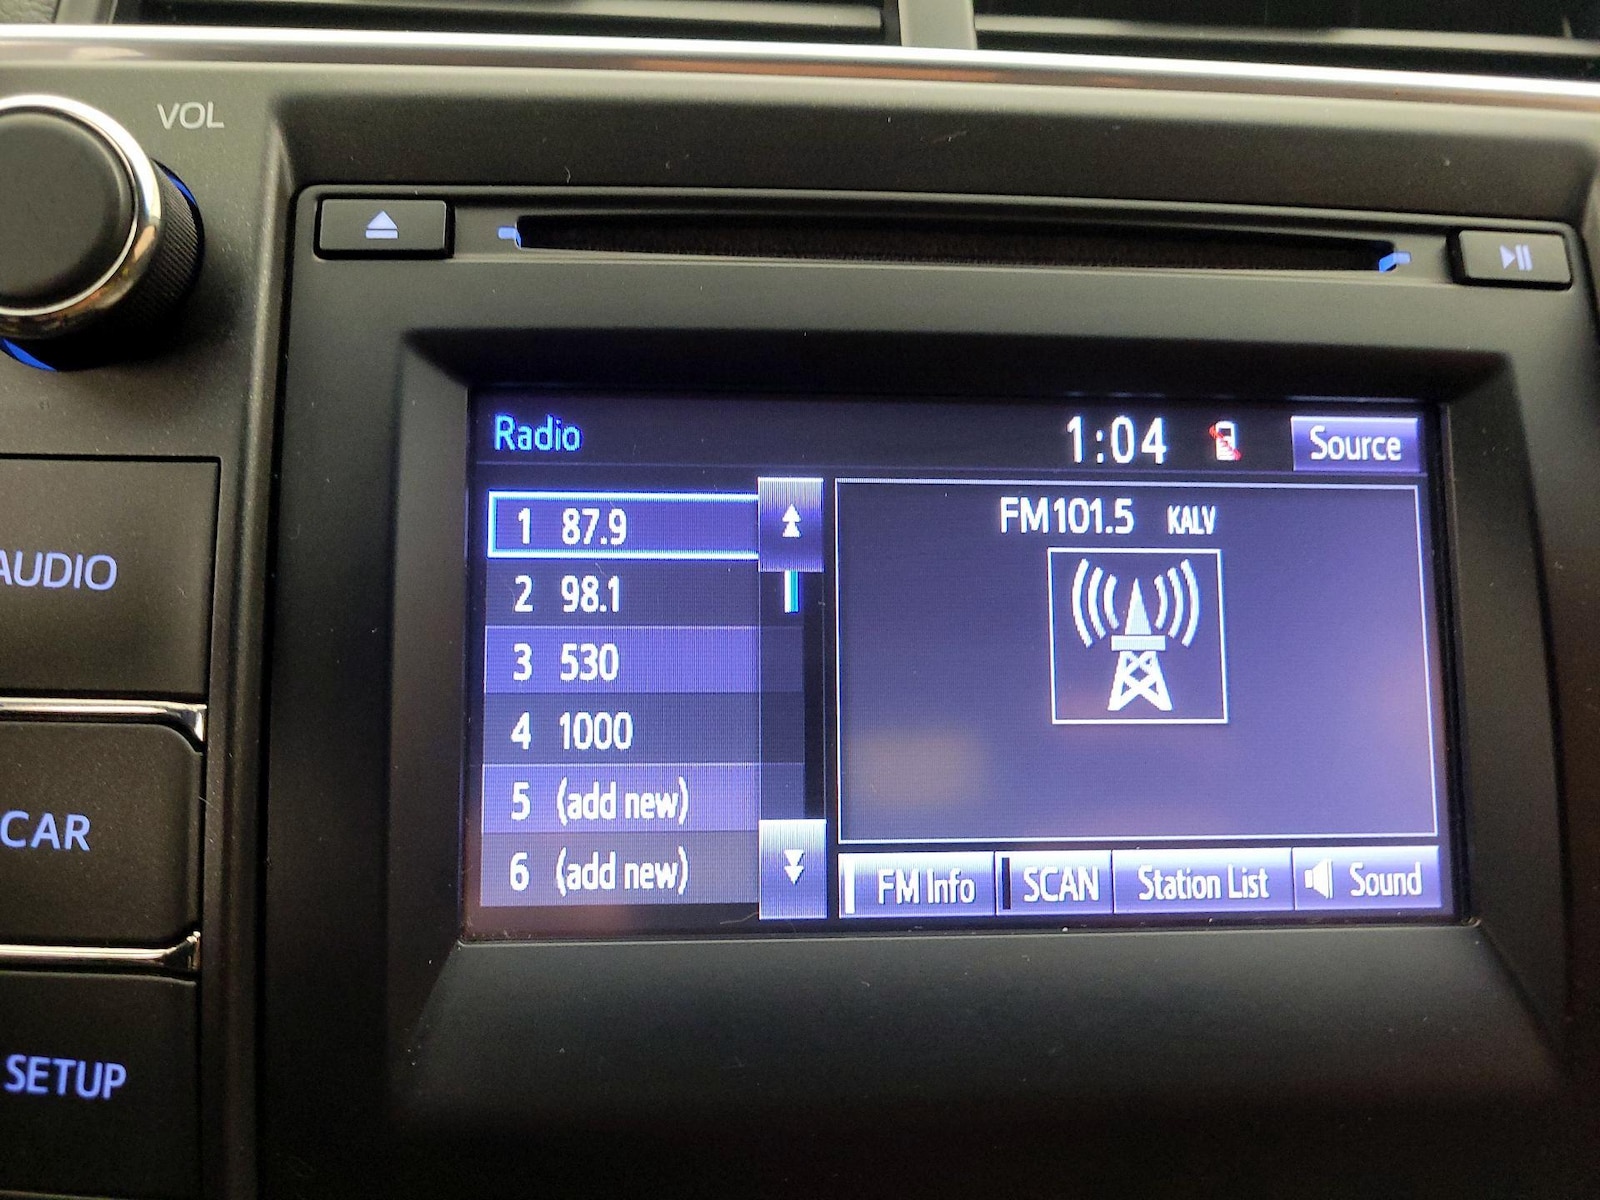 VOL
Radio
1:04
Source
1 87.9
2 98.1
3 530
4 1000
5 (add new)
6 (add new)
FM101.5 KALV
FM Info
SCAN
Station List
Sound
AUDIO
CAR
SETUP